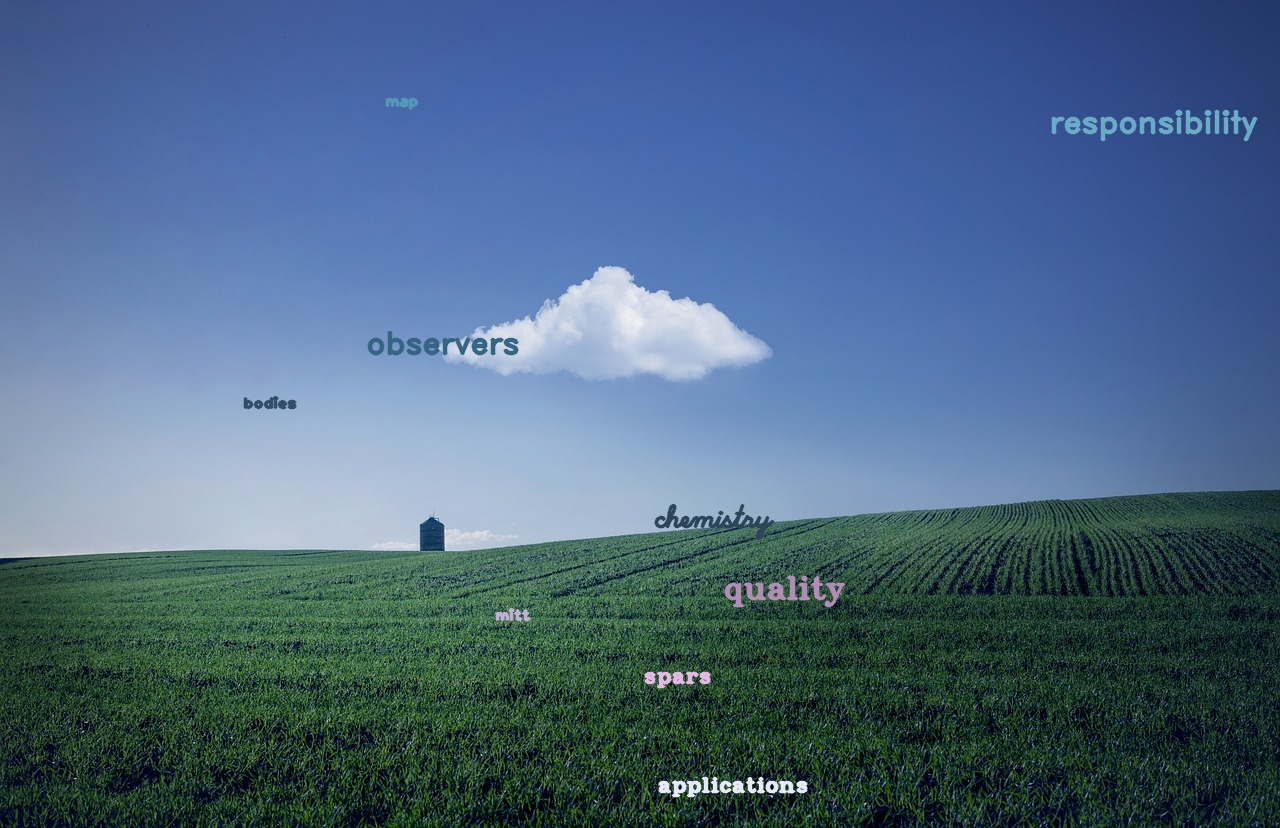 map
responsibility
observers
bodies
chemistry
quality
mitt
spars
applications